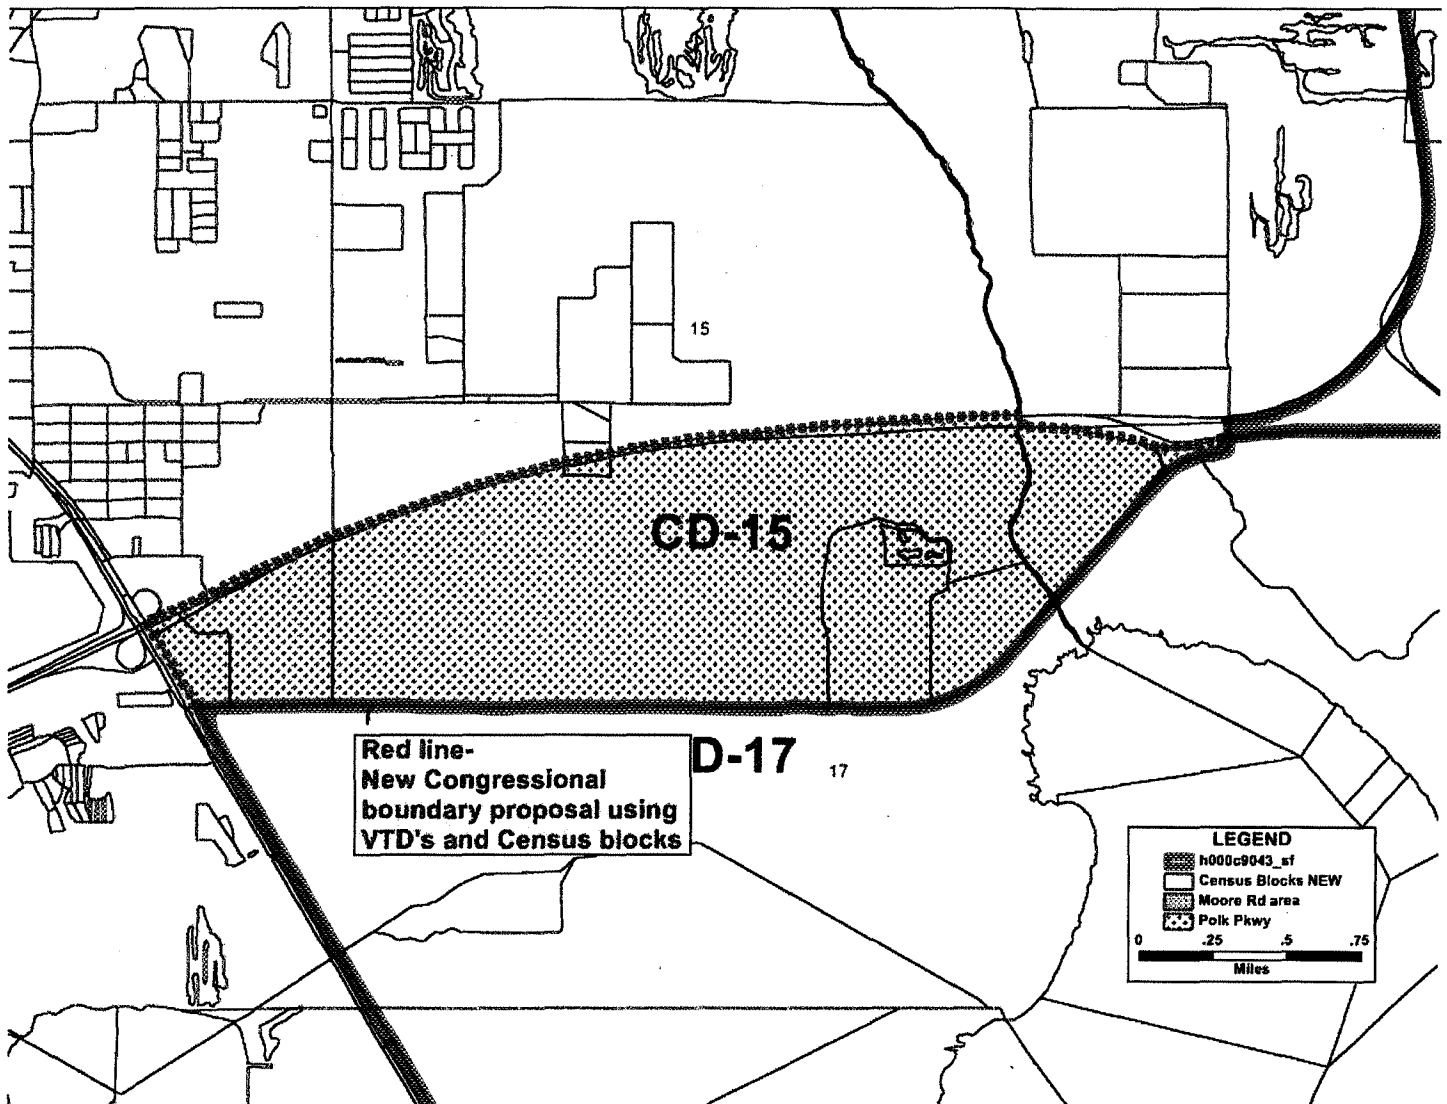 15
CD-15
D-17
17
Red line-
New Congressional
boundary proposal using
VTD's and Census blocks
LEGEND
h000c9043_sf
Census Blocks NEW
Moore Rd area
Polk Pkwy
0 .25 .5 .75
Miles